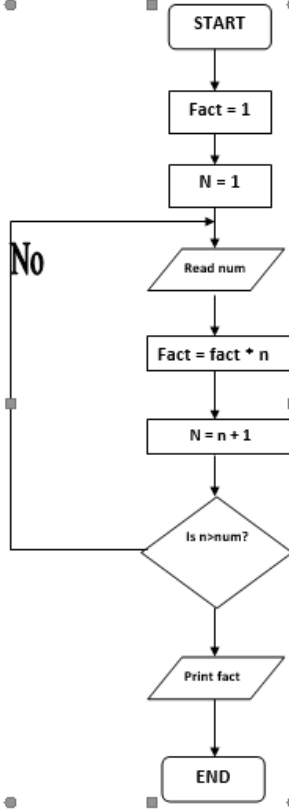 START
Fact = 1
N = 1
No
Read num
Fact = fact * n
N = n + 1
Is n>num?
Print fact
END